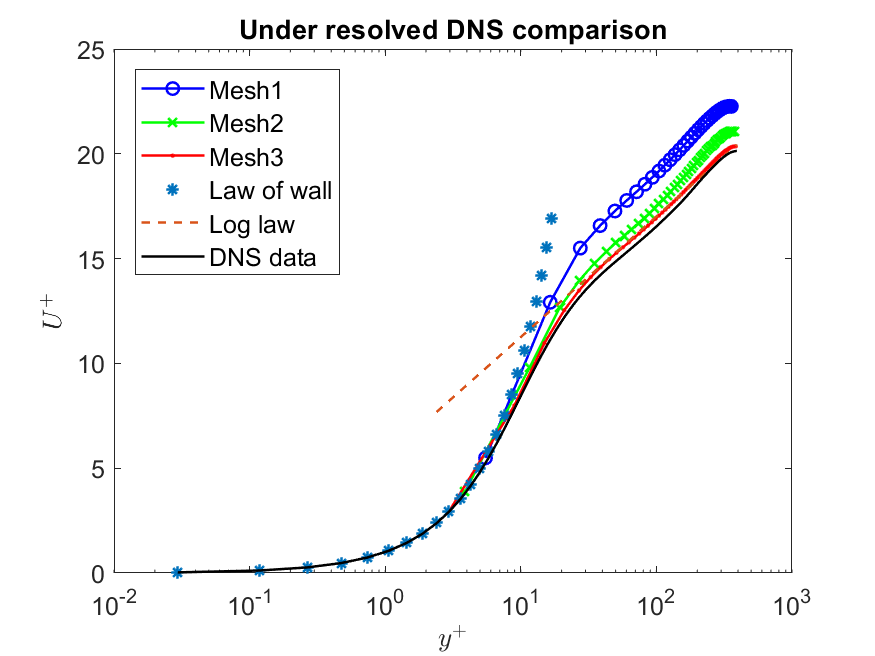 Under resolved DNS comparison
25
20
15
10
5
0
U⁺
Mesh1
Mesh2
Mesh3
Law of wall
Log law
DNS data
10⁻² 10⁻¹ 10⁰ 10¹ 10² 10³
y⁺